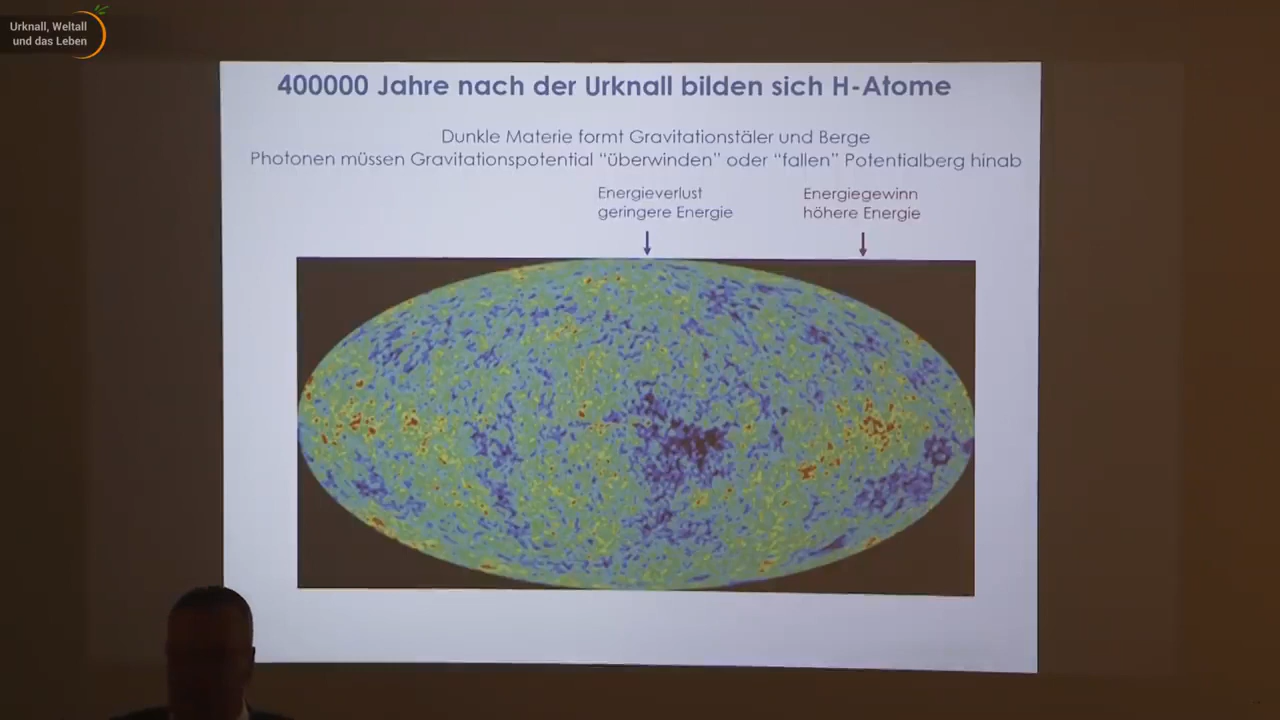 Urknall, Weltall
und das Leben
400000 Jahre nach der Urknall bilden sich H-Atome
Dunkle Materie formt Gravitationstäler und Berge
Photonen müssen Gravitationspotential "überwinden" oder "fallen" Potentialberg hinab
Energieverlust
geringere Energie
Energiegewinn
höhere Energie